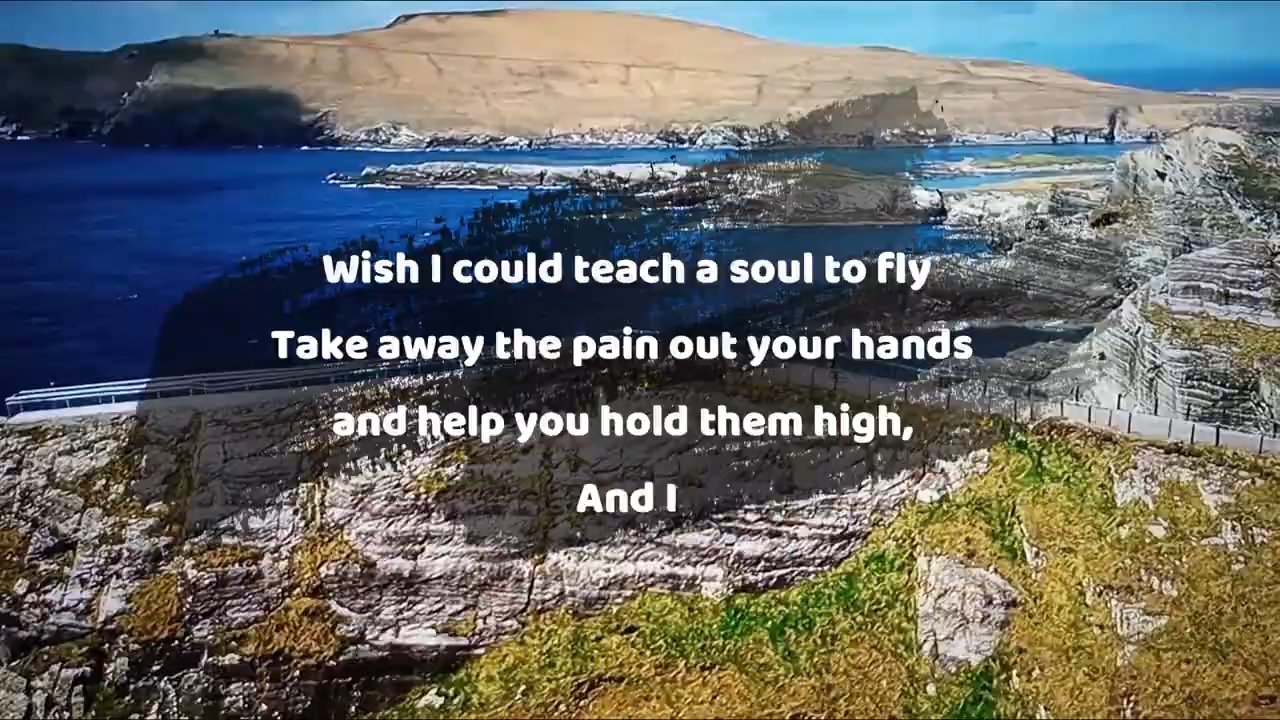 Wish I could teach a soul to fly
Take away the pain out your hands
and help you hold them high,
And I